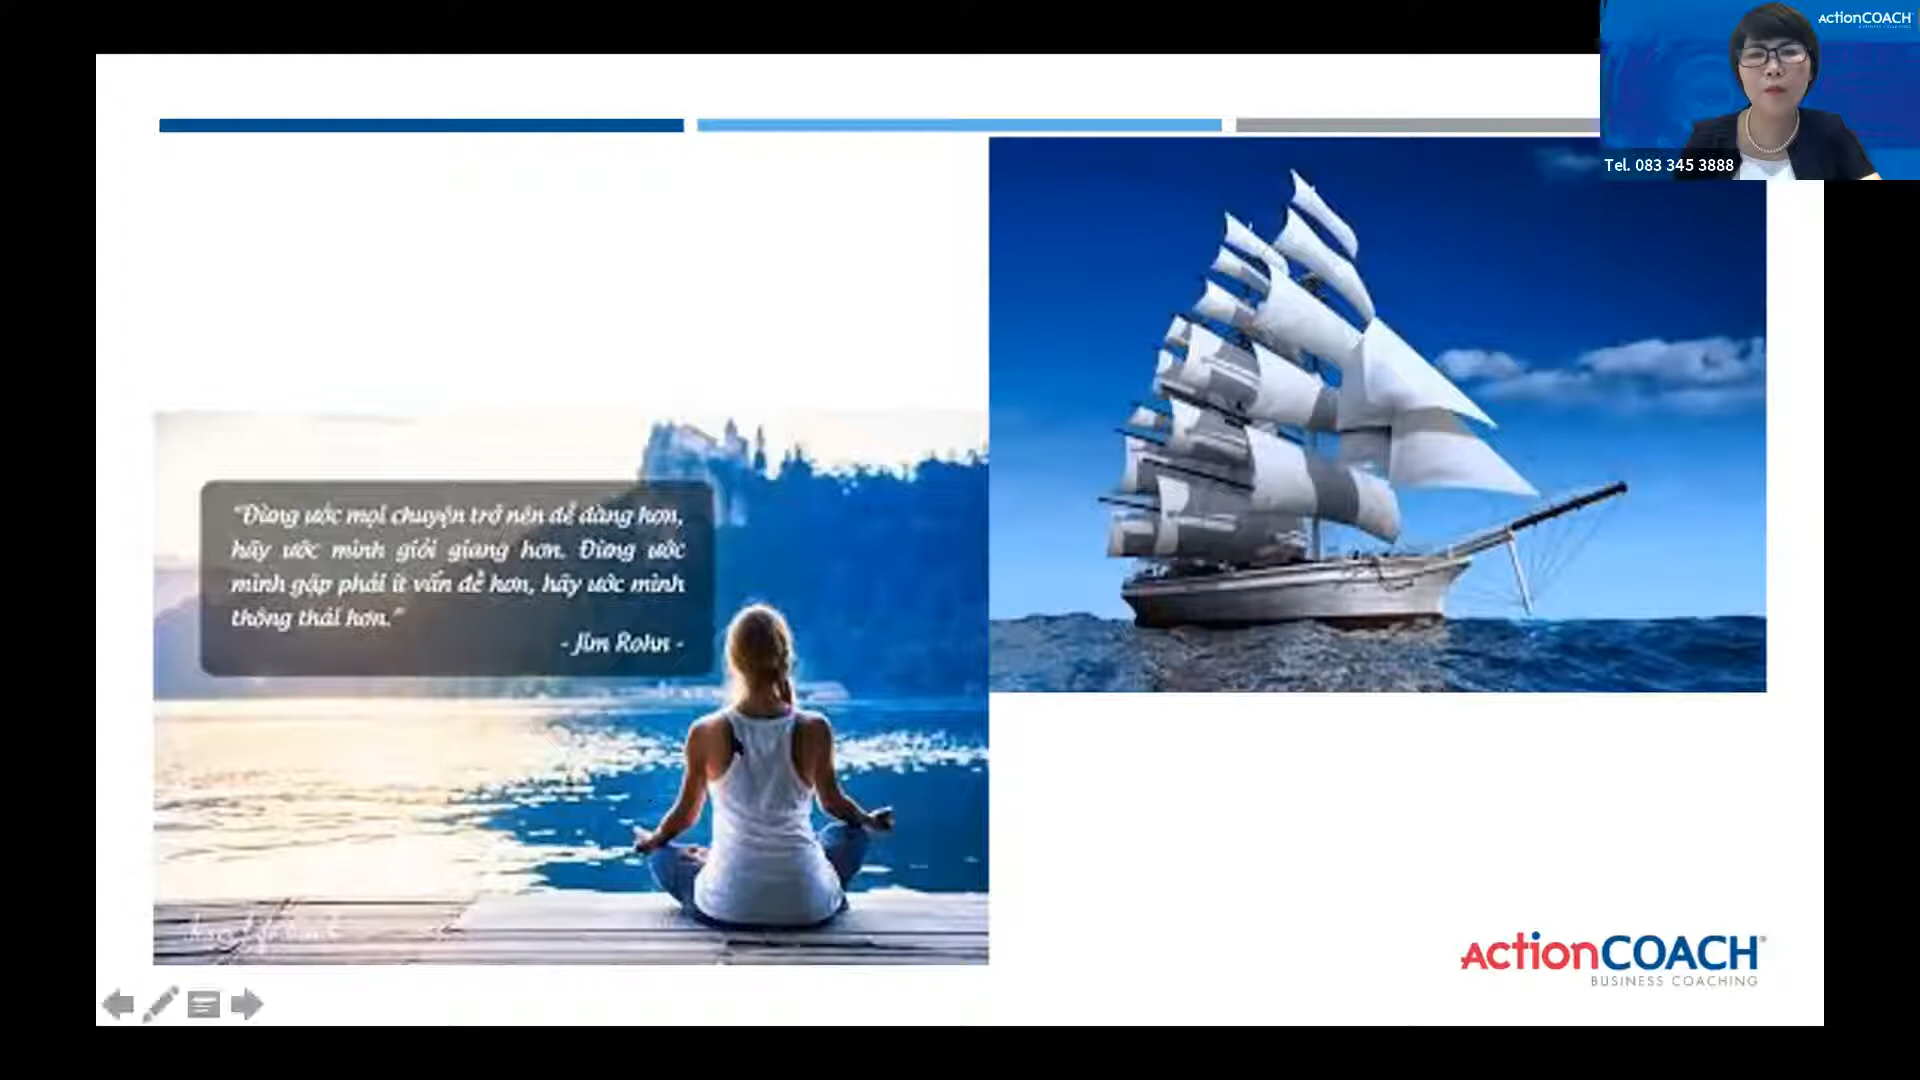 actionCOACH
Tel. 083 345 3888
"Đừng ước mọi chuyện trở nên dễ dàng hơn,
hãy ước mình giỏi giang hơn. Đừng ước
mình gặp phải ít vấn đề hơn, hãy ước mình
thông thái hơn."
- Jim Rohn -
actionCOACH
BUSINESS COACHING